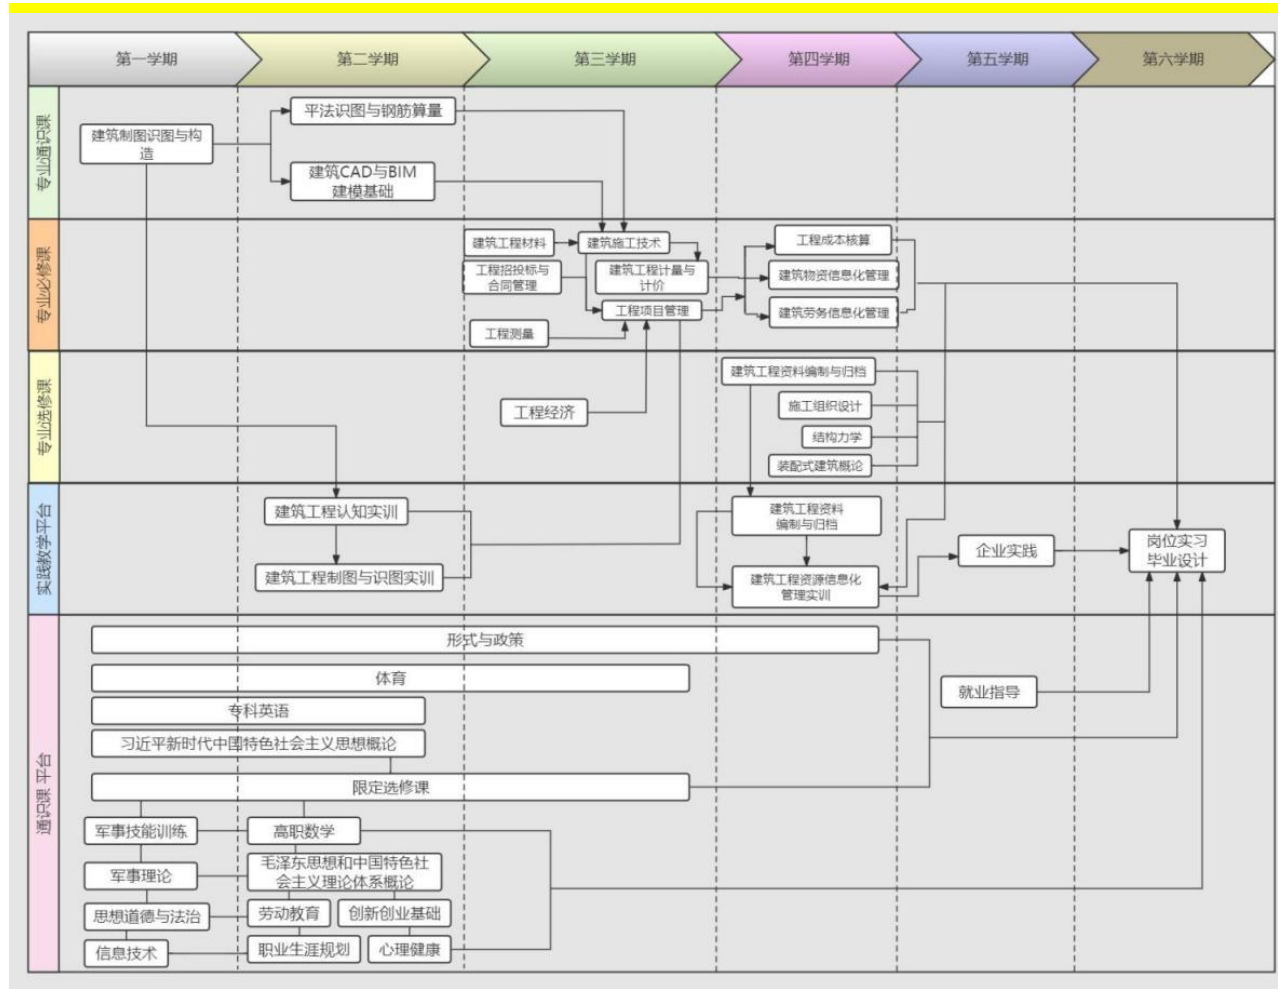 第一学期
第二学期
第三学期
第四学期
第五学期
第六学期
专业通识课
建筑制图识图与构
造
平法识图与钢筋算量
建筑CAD与BIM
建模基础
专业必修课
建筑工程材料
建筑施工技术
工程招投标与
合同管理
建筑工程计量与
计价
工程项目管理
工程测量
工程成本核算
建筑物资信息化管理
建筑劳务信息化管理
专业选修课
工程经济
建筑工程资料编制与归档
施工组织设计
结构力学
装配式建筑概论
实践教学平台
建筑工程认知实训
建筑工程制图与识图实训
建筑工程资料
编制与归档
建筑工程资源信息化
管理实训
企业实践
岗位实习
毕业设计
通识课 平台
形式与政策
体育
专科英语
习近平新时代中国特色社会主义思想概论
限定选修课
就业指导
军事技能训练
高职数学
军事理论
毛泽东思想和中国特色社
会主义理论体系概论
思想道德与法治
劳动教育
创新创业基础
信息技术
职业生涯规划
心理健康